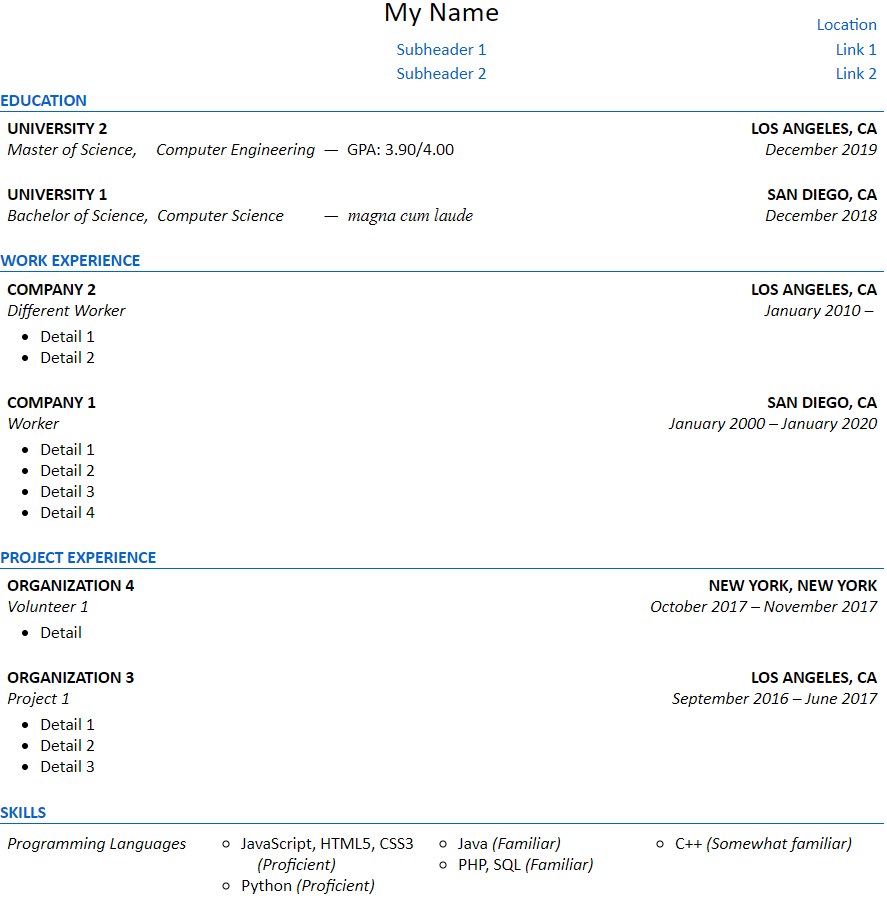 My Name
Location
Subheader 1 Link 1
Subheader 2 Link 2
EDUCATION
UNIVERSITY 2 LOS ANGELES, CA
Master of Science, Computer Engineering — GPA: 3.90/4.00 December 2019
UNIVERSITY 1 SAN DIEGO, CA
Bachelor of Science, Computer Science — magna cum laude December 2018
WORK EXPERIENCE
COMPANY 2 LOS ANGELES, CA
Different Worker January 2010 –
• Detail 1
• Detail 2
COMPANY 1 SAN DIEGO, CA
Worker January 2000 – January 2020
• Detail 1
• Detail 2
• Detail 3
• Detail 4
PROJECT EXPERIENCE
ORGANIZATION 4 NEW YORK, NEW YORK
Volunteer 1 October 2017 – November 2017
• Detail
ORGANIZATION 3 LOS ANGELES, CA
Project 1 September 2016 – June 2017
• Detail 1
• Detail 2
• Detail 3
SKILLS
Programming Languages ○ JavaScript, HTML5, CSS3 ○ Java (Familiar) ○ C++ (Somewhat familiar)
(Proficient) ○ PHP, SQL (Familiar)
○ Python (Proficient)